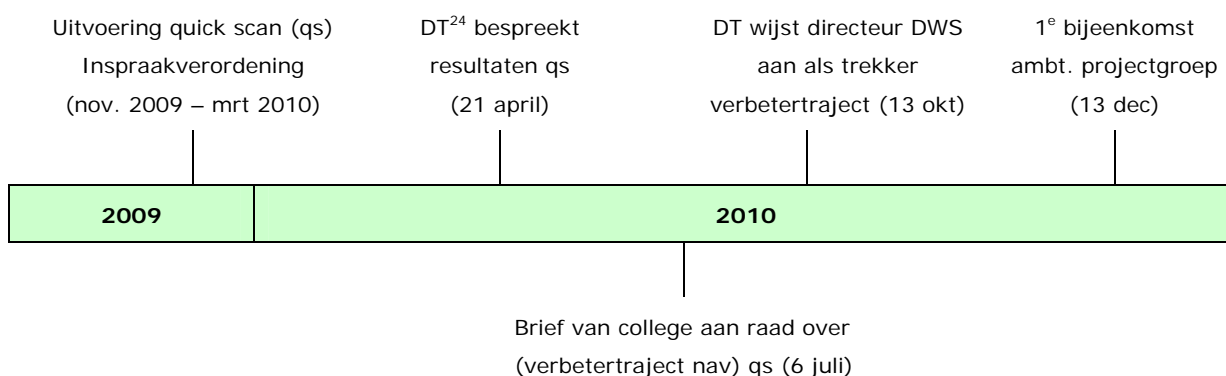 Uitvoering quick scan (qs)
Inspraakverordening
(nov. 2009 – mrt 2010)
DT24 bespreekt
resultaten qs
(21 april)
DT wijst directeur DWS
aan als trekker
verbetertraject (13 okt)
1e bijeenkomst
ambt. projectgroep
(13 dec)
2009
2010
Brief van college aan raad over
(verbetertraject nav) qs (6 juli)